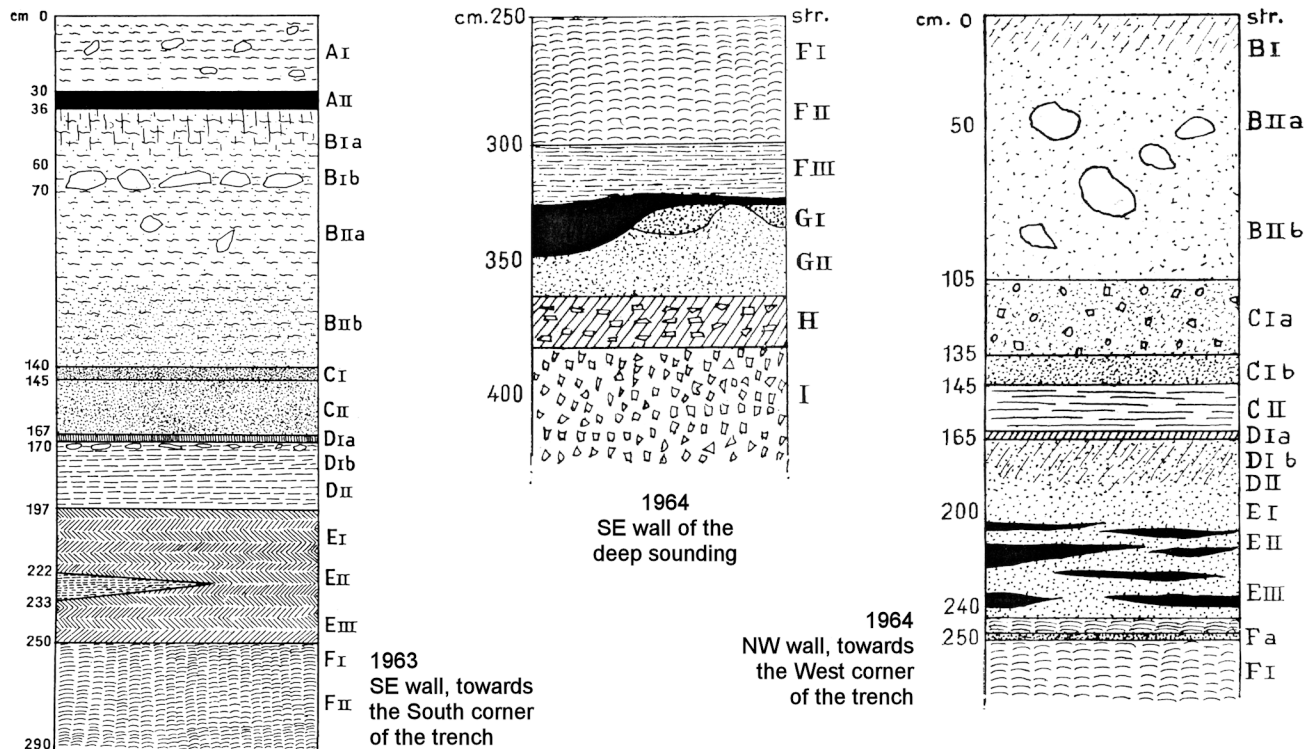 cm 0
AI
30
AII
36
BIa
60
BIb
70
BIIa
BIIb
140
CI
145
CII
167
DIa
170
DIb
DII
197
EI
222
EII
233
EIII
250
FI
FII
290
1963
SE wall, towards
the South corner
of the trench
cm. 250
str.
FI
FII
300
FIII
GI
350
GII
H
400
I
1964
SE wall of the
deep sounding
cm. 0
str.
BI
50
BIIa
BIIb
105
CIa
135
CIb
145
CII
165
DIa
DIb
DII
200
EI
EII
EIII
240
250
Fa
FI
1964
NW wall, towards
the West corner
of the trench